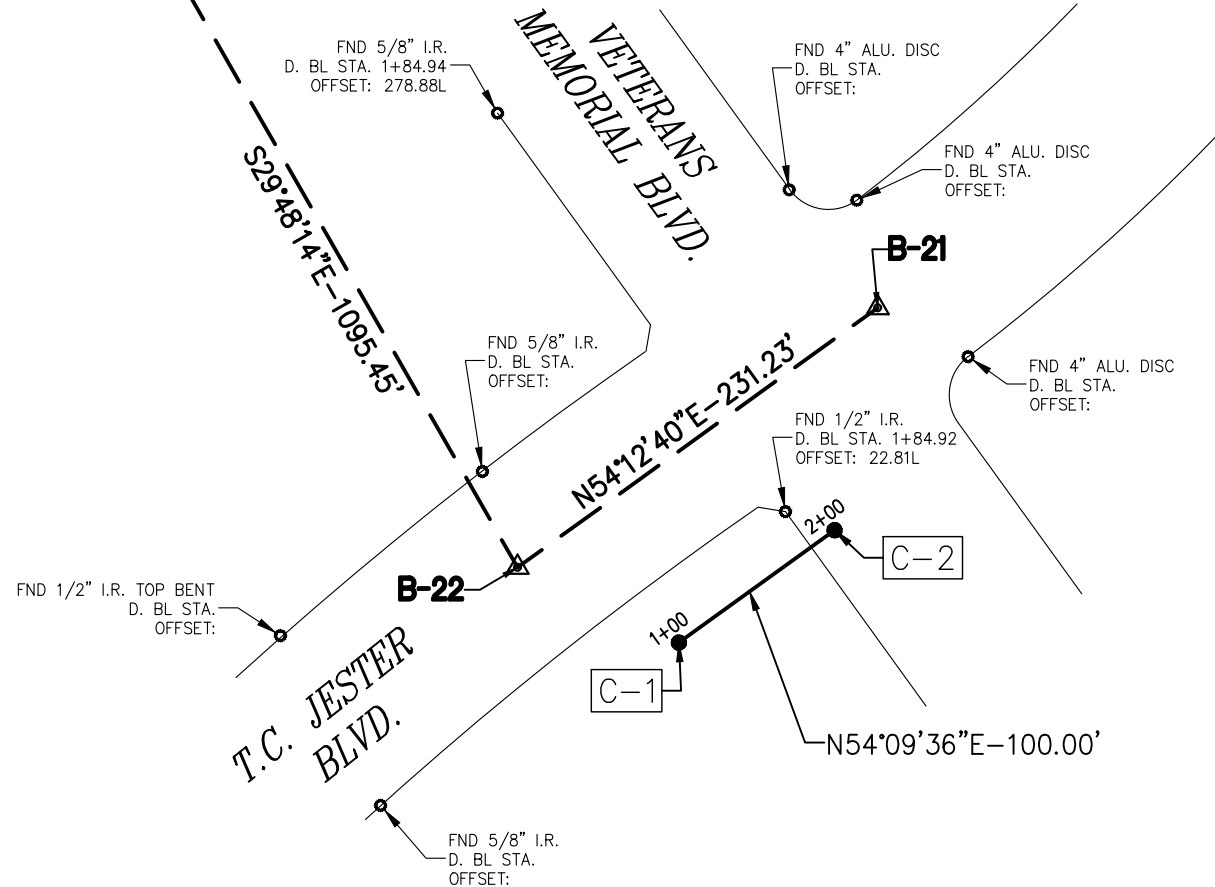 FND 5/8" I.R.
D. BL STA. 1+84.94
OFFSET: 278.88L
VETERANS
MEMORIAL BLVD.
FND 4" ALU. DISC
D. BL STA.
OFFSET:
FND 4" ALU. DISC
D. BL STA.
OFFSET:
S29°48'14"E-1095.45'
B-21
FND 5/8" I.R.
D. BL STA.
OFFSET:
N54°12'40"E-231.23'
FND 4" ALU. DISC
D. BL STA.
OFFSET:
FND 1/2" I.R.
D. BL STA. 1+84.92
OFFSET: 22.81L
2+00
C-2
B-22
FND 1/2" I.R. TOP BENT
D. BL STA.
OFFSET:
1+00
C-1
T.C. JESTER
BLVD.
N54°09'36"E-100.00'
FND 5/8" I.R.
D. BL STA.
OFFSET: